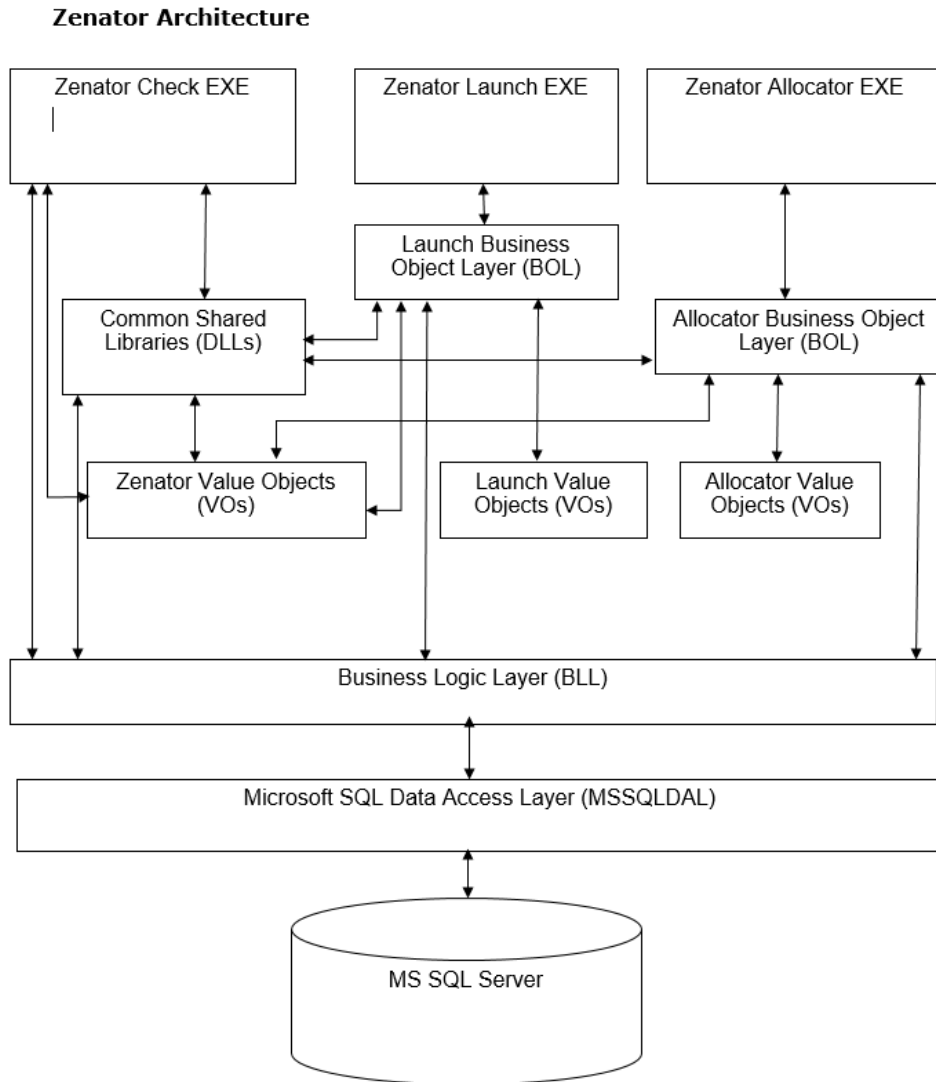 Zenator Architecture
Zenator Check EXE
Zenator Launch EXE
Zenator Allocator EXE
Launch Business
Object Layer (BOL)
Common Shared
Libraries (DLLs)
Allocator Business Object
Layer (BOL)
Zenator Value Objects
(VOs)
Launch Value
Objects (VOs)
Allocator Value
Objects (VOs)
Business Logic Layer (BLL)
Microsoft SQL Data Access Layer (MSSQLDAL)
MS SQL Server